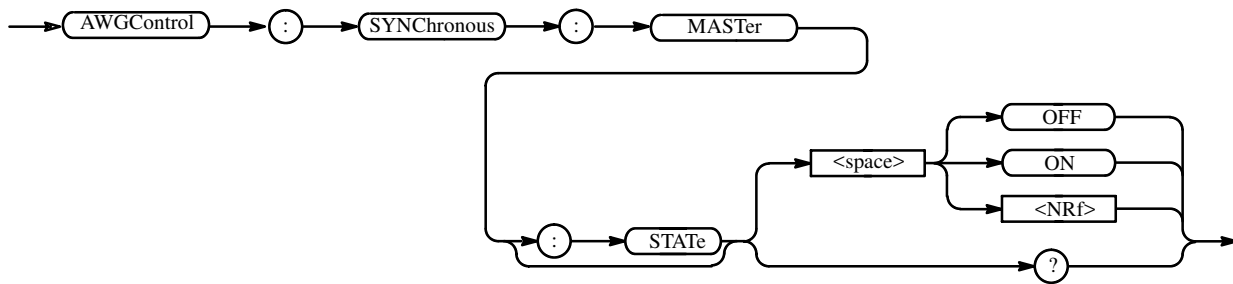 AWGControl : SYNChronous : MASTer
OFF
<space> ON
<NRf>
: STATe
?